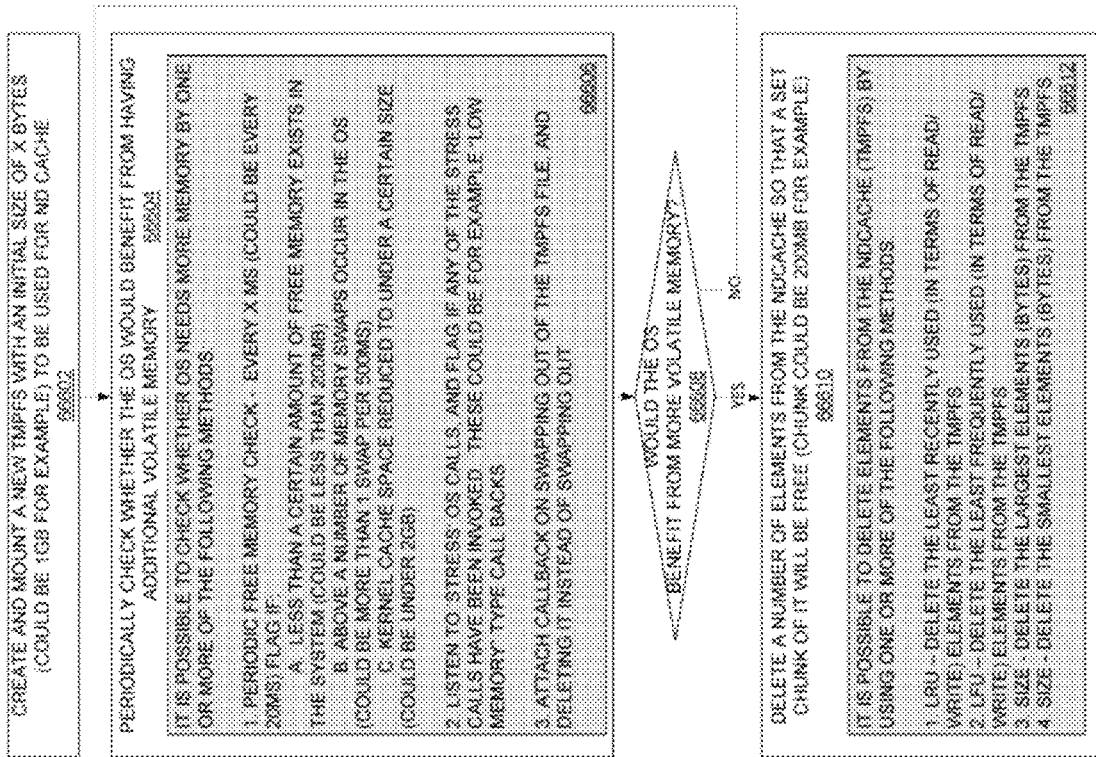 CREATE AND MOUNT A NEW TMPFS WITH AN INITIAL SIZE OF X BYTES
(COULD BE 1GB FOR EXAMPLE) TO BE USED FOR ND CACHE
66602
PERIODICALLY CHECK WHETHER THE OS WOULD BENEFIT FROM HAVING
ADDITIONAL VOLATILE MEMORY 66604
IT IS POSSIBLE TO CHECK WHETHER OS NEEDS MORE MEMORY BY ONE
OR MORE OF THE FOLLOWING METHODS
1. PERIODIC FREE MEMORY CHECK - EVERY X MS (COULD BE EVERY
20MS) FLAG IF:
A. LESS THAN A CERTAIN AMOUNT OF FREE MEMORY EXISTS IN
THE SYSTEM (COULD BE LESS THAN 200MB)
B. ABOVE A NUMBER OF MEMORY SWAPS OCCUR IN THE OS
(COULD BE MORE THAN 1 SWAP PER 500MS)
C. KERNEL CACHE SPACE REDUCED TO UNDER A CERTAIN SIZE
(COULD BE UNDER 2GB)
2. LISTEN TO STRESS OS CALLS, AND FLAG IF ANY OF THE STRESS
CALLS HAVE BEEN INVOKED. THESE COULD BE FOR EXAMPLE "LOW
MEMORY" TYPE CALL BACKS
3. ATTACH CALLBACK ON SWAPPING OUT OF THE TMPFS FILE, AND
DELETING IT INSTEAD OF SWAPPING OUT
66606
WOULD THE OS
BENEFIT FROM MORE VOLATILE MEMORY?
66608
NO
YES
DELETE A NUMBER OF ELEMENTS FROM THE NDCACHE SO THAT A SET
CHUNK OF IT WILL BE FREE (CHUNK COULD BE 200MB FOR EXAMPLE)
66610
IT IS POSSIBLE TO DELETE ELEMENTS FROM THE NDCACHE (TMPFS) BY
USING ONE OR MORE OF THE FOLLOWING METHODS:
1. LRU - DELETE THE LEAST RECENTLY USED (IN TERMS OF READ/
WRITE) ELEMENTS FROM THE TMPFS
2. LFU - DELETE THE LEAST FREQUENTLY USED (IN TERMS OF READ/
WRITE) ELEMENTS FROM THE TMPFS
3. SIZE - DELETE THE LARGEST ELEMENTS (BYTES) FROM THE TMPFS
4. SIZE - DELETE THE SMALLEST ELEMENTS (BYTES) FROM THE TMPFS
66612